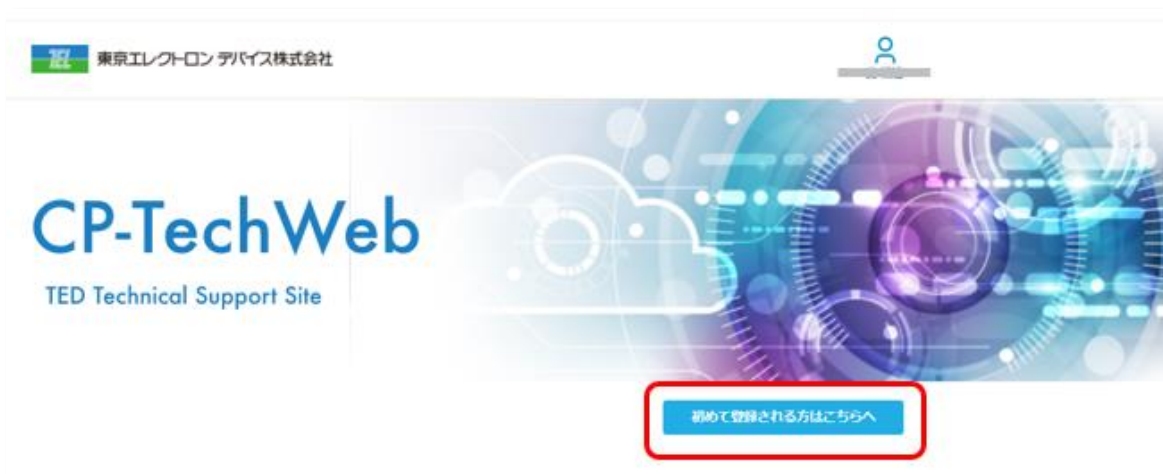 TEL 東京エレクトロン デバイス株式会社
CP-TechWeb
TED Technical Support Site
初めて登録される方はこちらへ